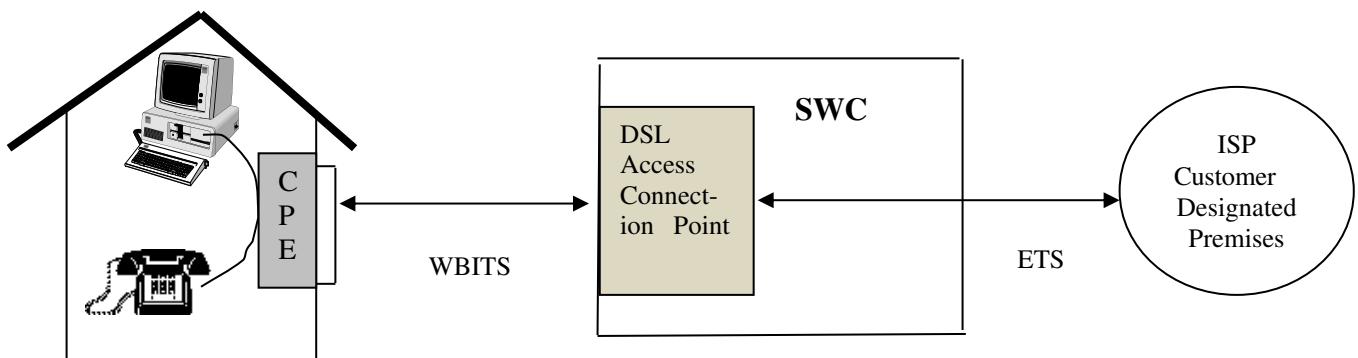 C
P
E
WBITS
DSL
Access
Connect-
ion Point
SWC
ETS
ISP
Customer
Designated
Premises